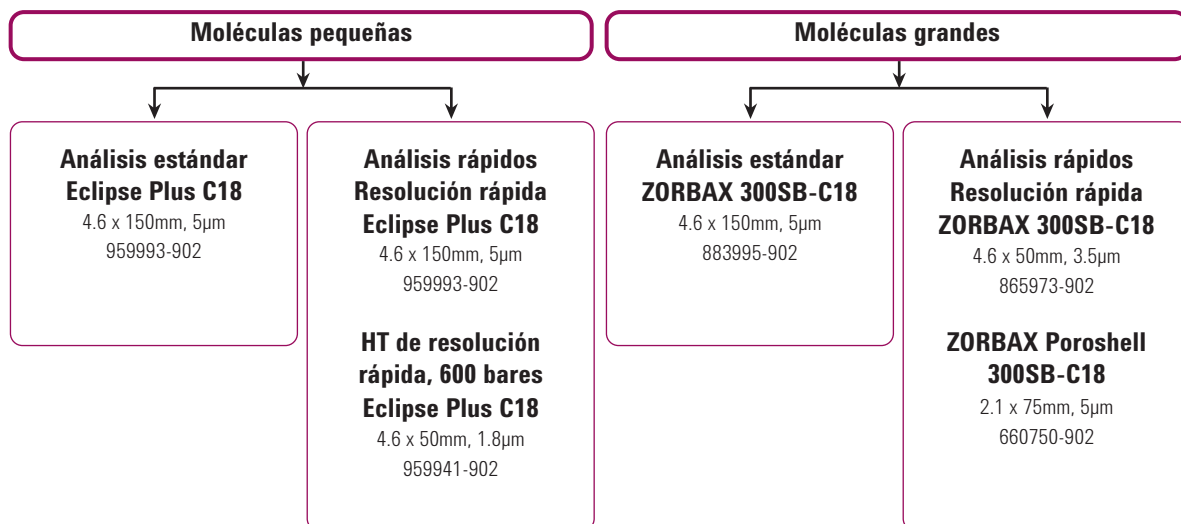 Moléculas pequeñas
Análisis estándar
Eclipse Plus C18
4.6 x 150mm, 5µm
959993-902
Análisis rápidos
Resolución rápida
Eclipse Plus C18
4.6 x 150mm, 5µm
959993-902
HT de resolución
rápida, 600 bares
Eclipse Plus C18
4.6 x 50mm, 1.8µm
959941-902
Moléculas grandes
Análisis estándar
ZORBAX 300SB-C18
4.6 x 150mm, 5µm
883995-902
Análisis rápidos
Resolución rápida
ZORBAX 300SB-C18
4.6 x 50mm, 3.5µm
865973-902
ZORBAX Poroshell
300SB-C18
2.1 x 75mm, 5µm
660750-902